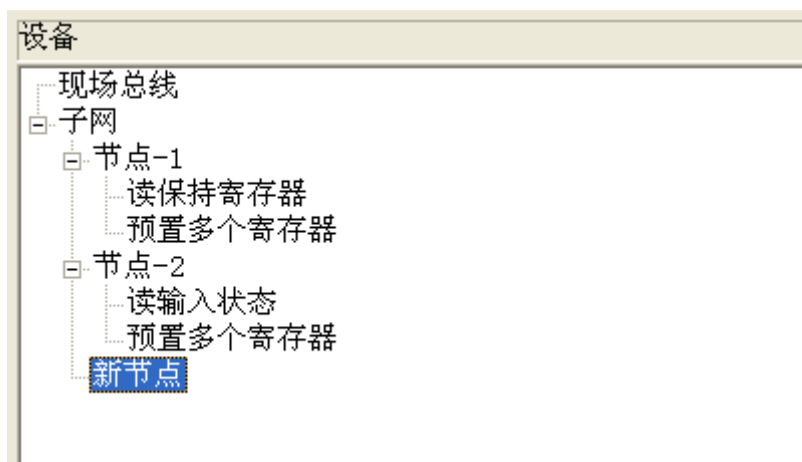 设备
现场总线
子网
节点-1
读保持寄存器
预置多个寄存器
节点-2
读输入状态
预置多个寄存器
新节点